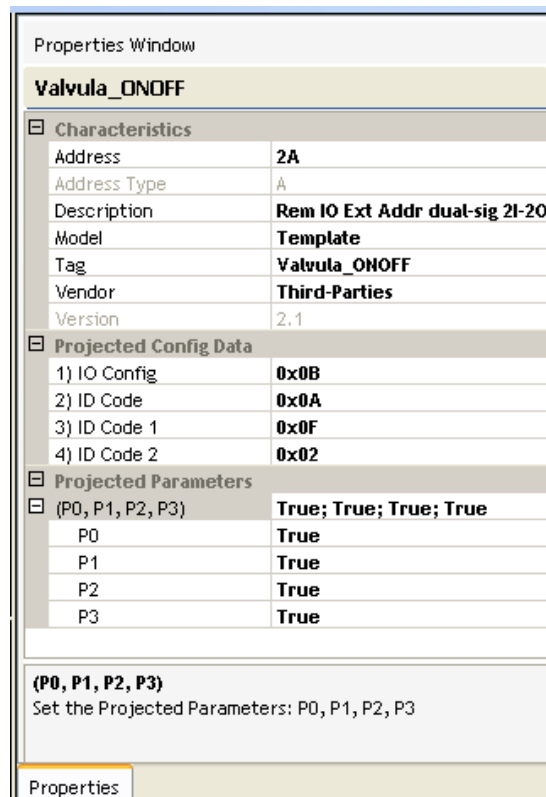 Properties Window
Valvula_ONOFF
Characteristics
Address 2A
Address Type A
Description Rem IO Ext Addr dual-sig 2I-2O
Model Template
Tag Valvula_ONOFF
Vendor Third-Parties
Version 2.1
Projected Config Data
1) IO Config 0x0B
2) ID Code 0x0A
3) ID Code 1 0x0F
4) ID Code 2 0x02
Projected Parameters
(P0, P1, P2, P3) True; True; True; True
P0 True
P1 True
P2 True
P3 True
(P0, P1, P2, P3)
Set the Projected Parameters: P0, P1, P2, P3
Properties